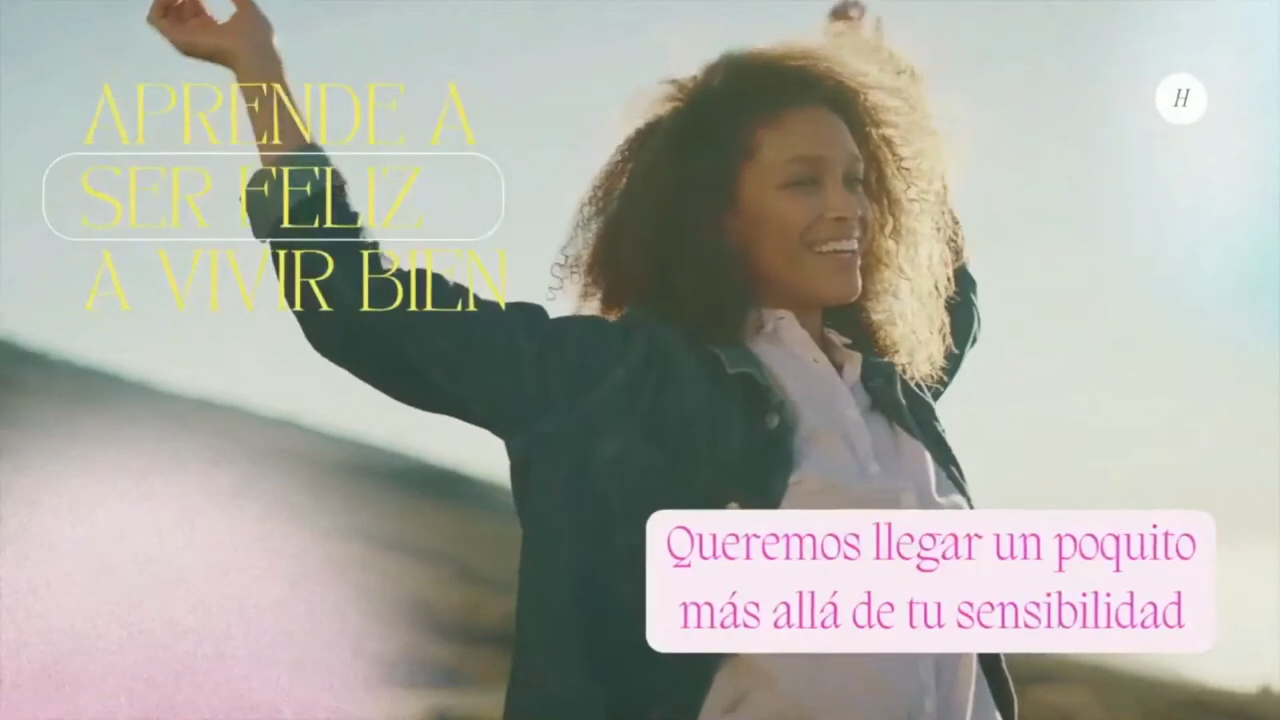 APRENDE A
SER FELIZ
A VIVIR BIEN
H
Queremos llegar un poquito
más allá de tu sensibilidad